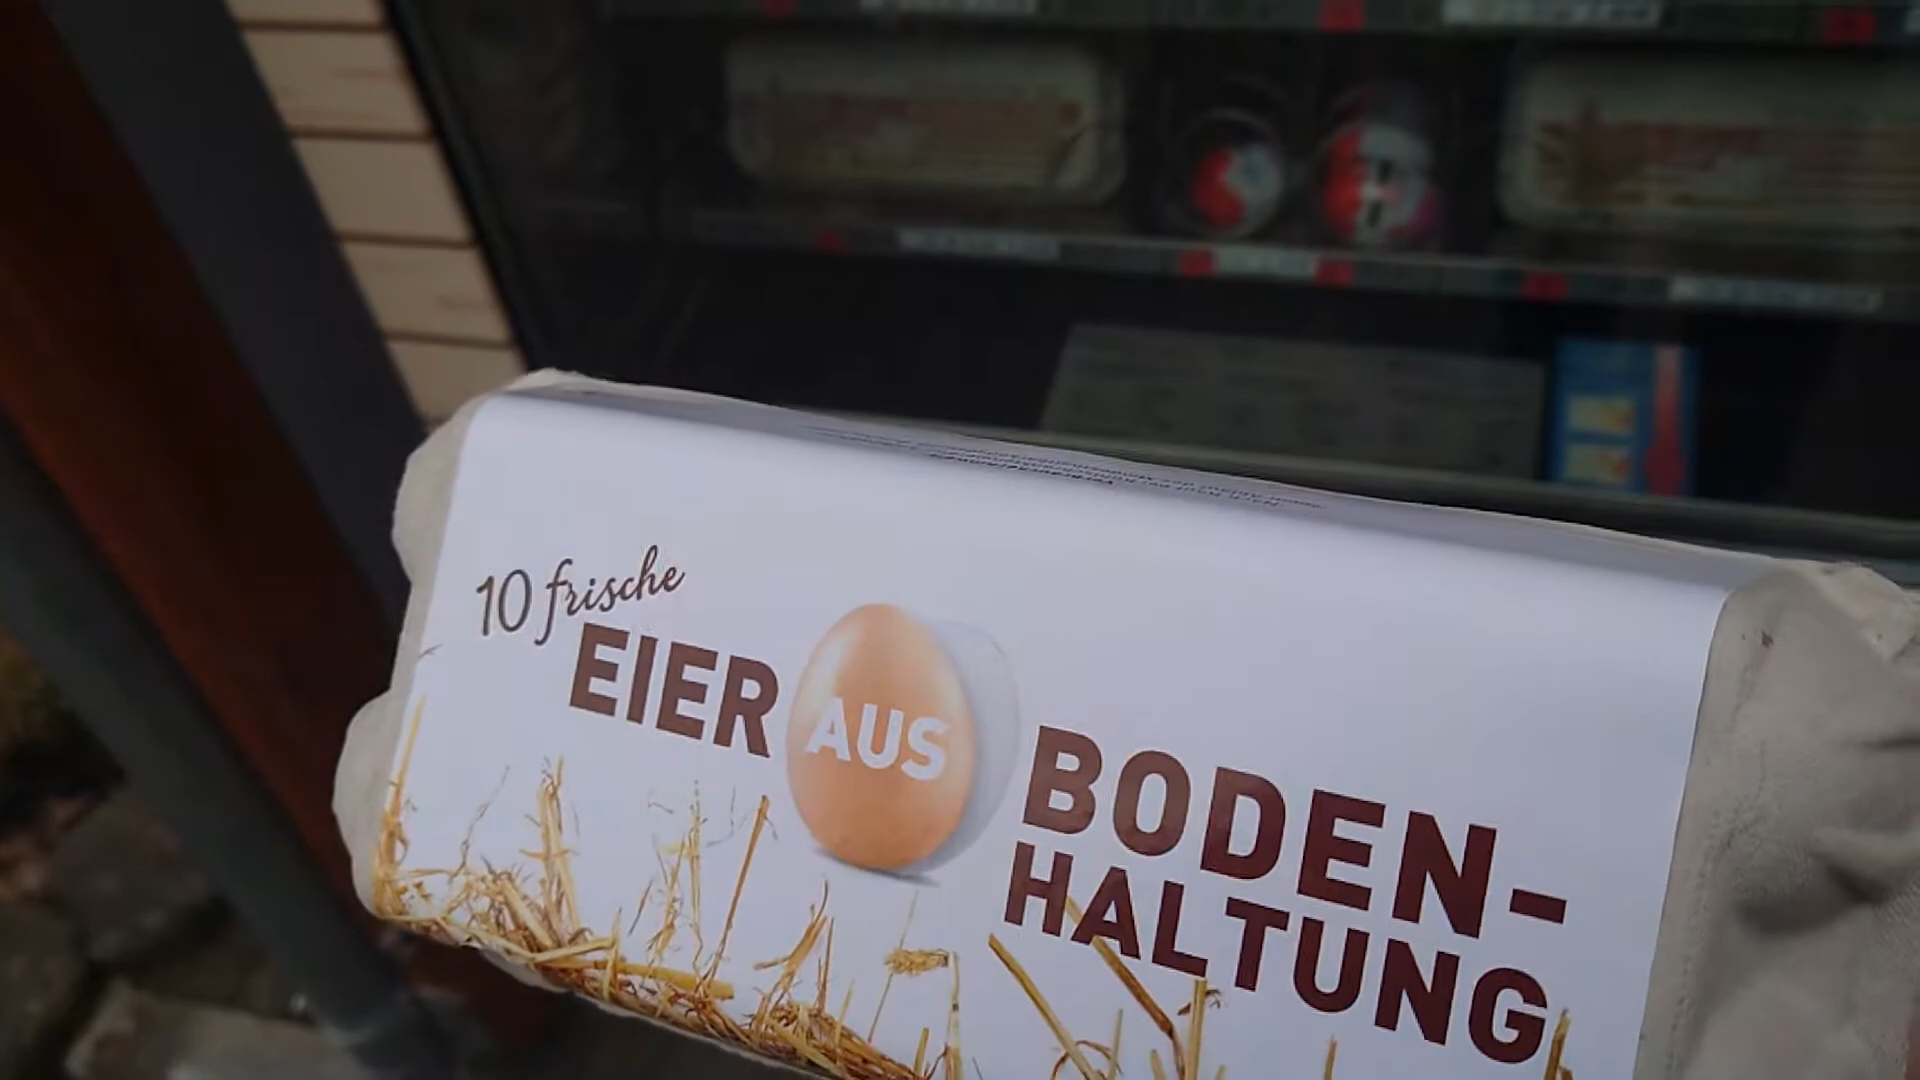 10 frische
EIER AUS
BODEN-
HALTUNG